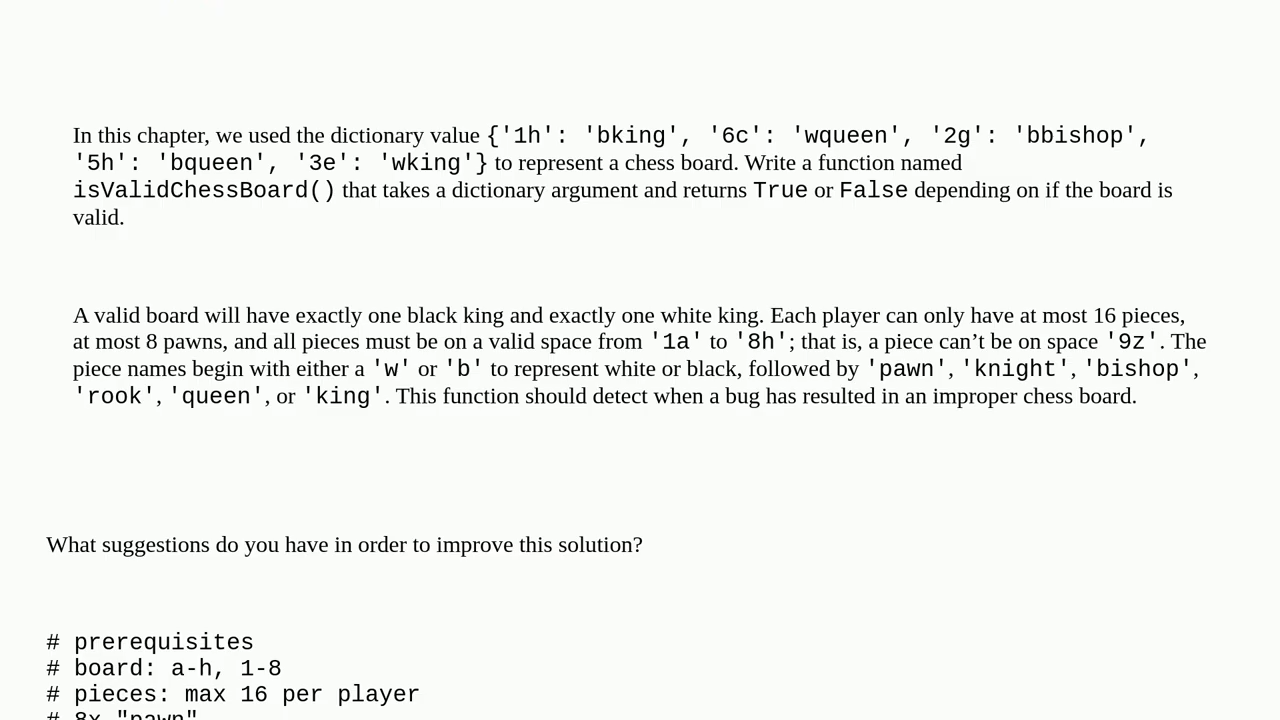 In this chapter, we used the dictionary value {'1h': 'bking', '6c': 'wqueen', '2g': 'bbishop',
'5h': 'bqueen', '3e': 'wking'} to represent a chess board. Write a function named
isValidChessBoard() that takes a dictionary argument and returns True or False depending on if the board is
valid.
A valid board will have exactly one black king and exactly one white king. Each player can only have at most 16 pieces,
at most 8 pawns, and all pieces must be on a valid space from '1a' to '8h'; that is, a piece can’t be on space '9z'. The
piece names begin with either a 'w' or 'b' to represent white or black, followed by 'pawn', 'knight', 'bishop',
'rook', 'queen', or 'king'. This function should detect when a bug has resulted in an improper chess board.
What suggestions do you have in order to improve this solution?
# prerequisites
# board: a-h, 1-8
# pieces: max 16 per player
# 8x "pawn"